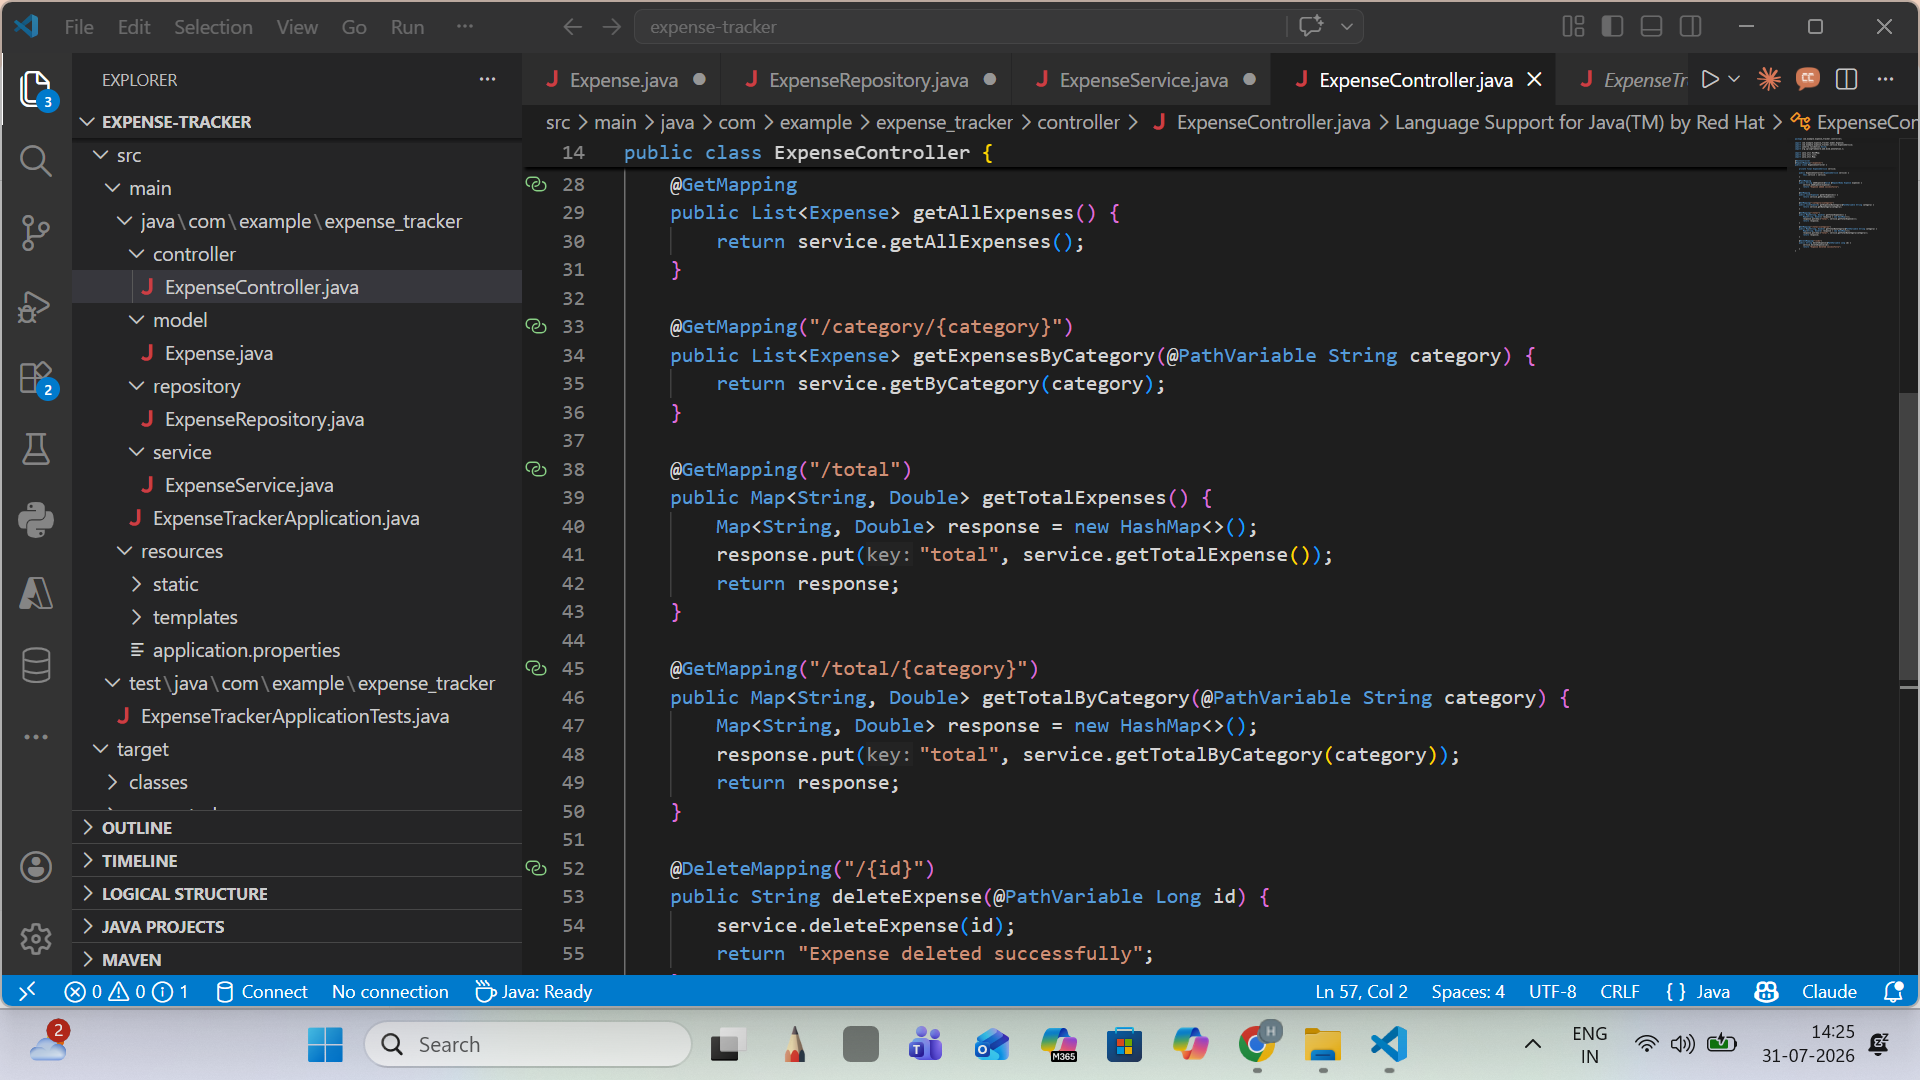 File Edit Selection View Go Run ···
expense-tracker
EXPLORER
Expense.java
ExpenseRepository.java
ExpenseService.java
ExpenseController.java
ExpenseTr
src > main > java > com > example > expense_tracker > controller > ExpenseController.java > Language Support for Java(TM) by Red Hat > ExpenseCor
3
2
EXPENSE-TRACKER
src
main
java\com\example\expense_tracker
controller
ExpenseController.java
model
Expense.java
repository
ExpenseRepository.java
service
ExpenseService.java
ExpenseTrackerApplication.java
resources
static
templates
application.properties
test\java\com\example\expense_tracker
ExpenseTrackerApplicationTests.java
target
classes
OUTLINE
TIMELINE
LOGICAL STRUCTURE
JAVA PROJECTS
MAVEN
14 public class ExpenseController {
28 @GetMapping
29 public List<Expense> getAllExpenses() {
30 return service.getAllExpenses();
31 }
32
33 @GetMapping("/category/{category}")
34 public List<Expense> getExpensesByCategory(@PathVariable String category) {
35 return service.getByCategory(category);
36 }
37
38 @GetMapping("/total")
39 public Map<String, Double> getTotalExpenses() {
40 Map<String, Double> response = new HashMap<>();
41 response.put(key: "total", service.getTotalExpense());
42 return response;
43 }
44
45 @GetMapping("/total/{category}")
46 public Map<String, Double> getTotalByCategory(@PathVariable String category) {
47 Map<String, Double> response = new HashMap<>();
48 response.put(key: "total", service.getTotalByCategory(category));
49 return response;
50 }
51
52 @DeleteMapping("/{id}")
53 public String deleteExpense(@PathVariable Long id) {
54 service.deleteExpense(id);
55 return "Expense deleted successfully";
0 0 1 Connect No connection Java: Ready
Ln 57, Col 2 Spaces: 4 UTF-8 CRLF { } Java Claude
2
Search
M365
H
ENG
IN
14:25
31-07-2026